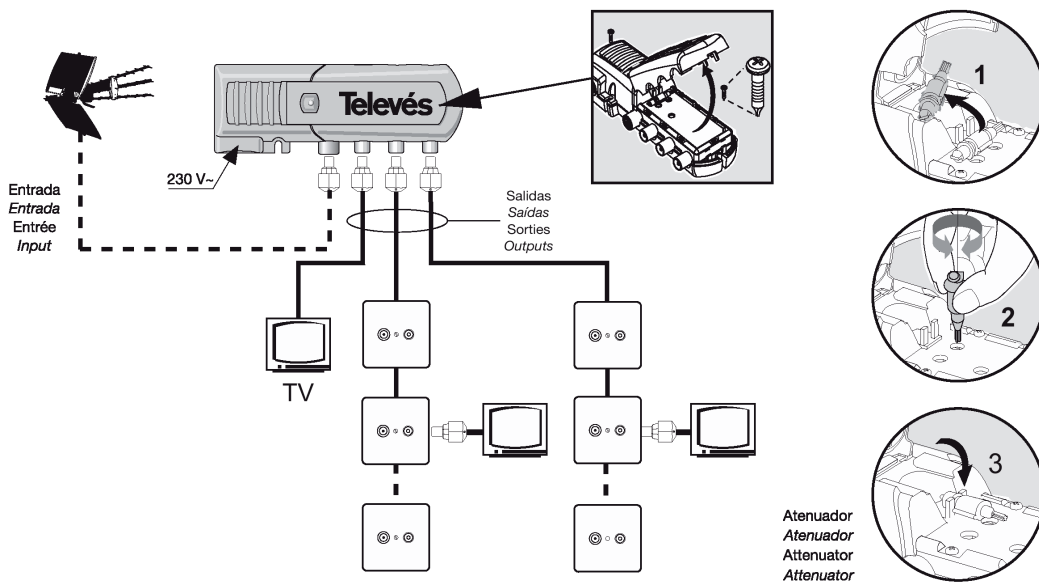 Televés
230 V~
Entrada
Entrada
Entrée
Input
Salidas
Saídas
Sorties
Outputs
TV
1
2
3
Atenuador
Atenuador
Attenuator
Attenuator